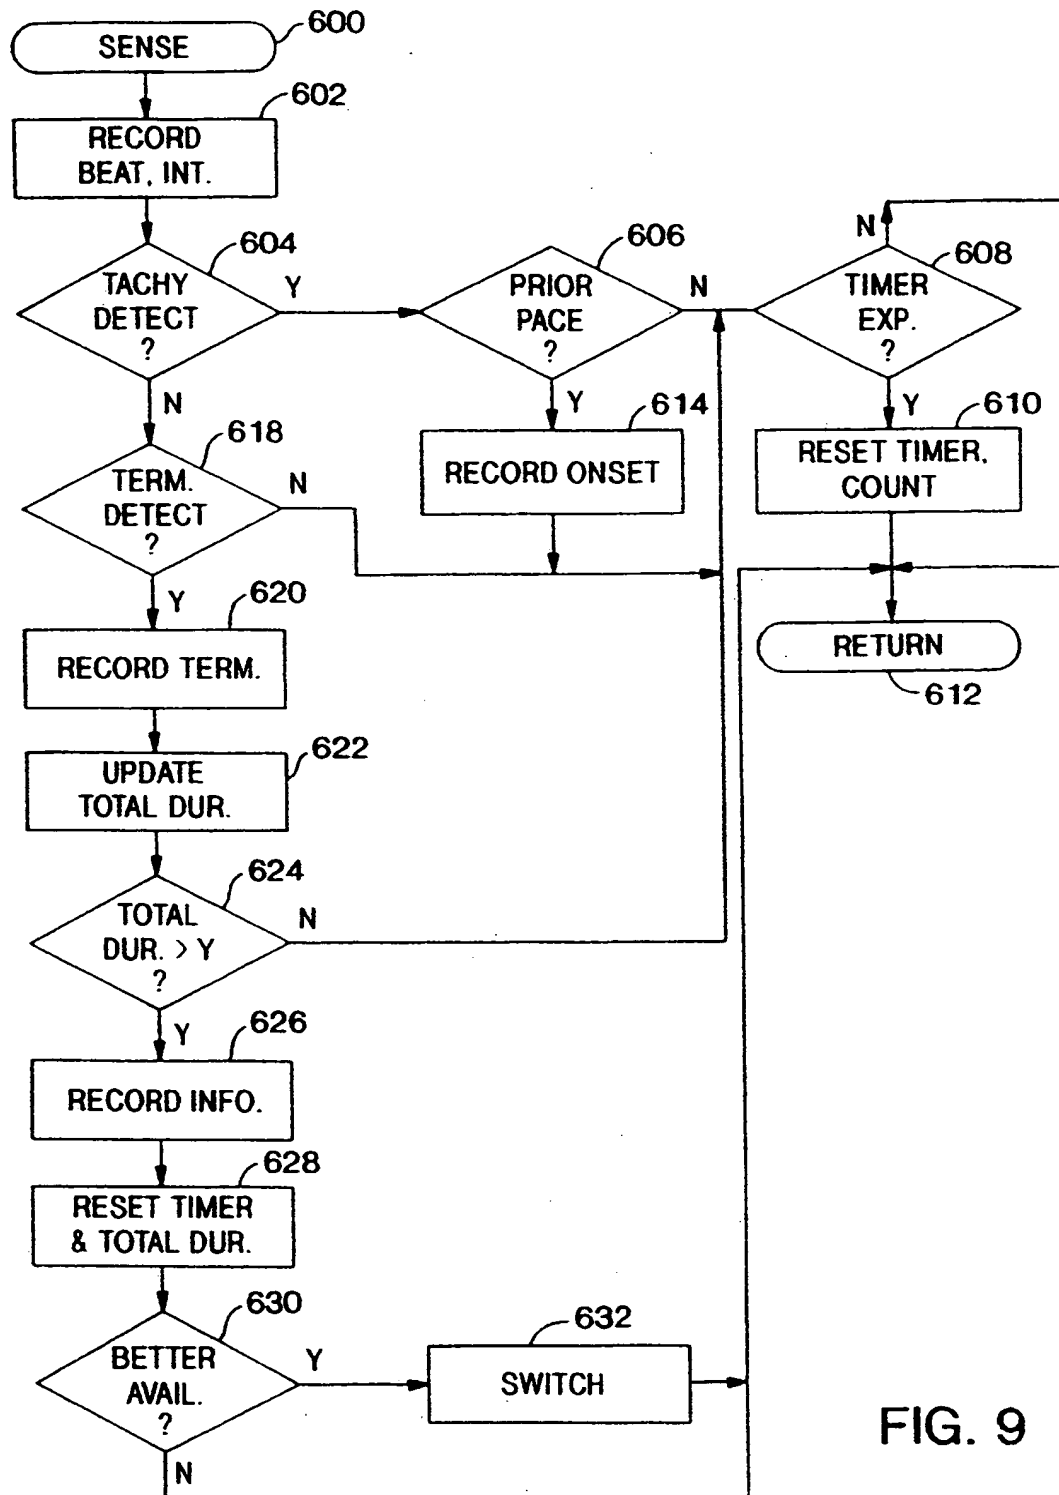 SENSE
600
602
RECORD
BEAT, INT.
604
TACHY
DETECT
?
Y
N
606
PRIOR
PACE
?
N
Y
608
N
TIMER
EXP.
?
Y
610
RESET TIMER,
COUNT
614
RECORD ONSET
618
TERM.
DETECT
?
N
Y
RETURN
612
620
RECORD TERM.
622
UPDATE
TOTAL DUR.
624
TOTAL
DUR. > Y
?
N
Y
626
RECORD INFO.
628
RESET TIMER
& TOTAL DUR.
630
BETTER
AVAIL.
?
Y
N
632
SWITCH
FIG. 9